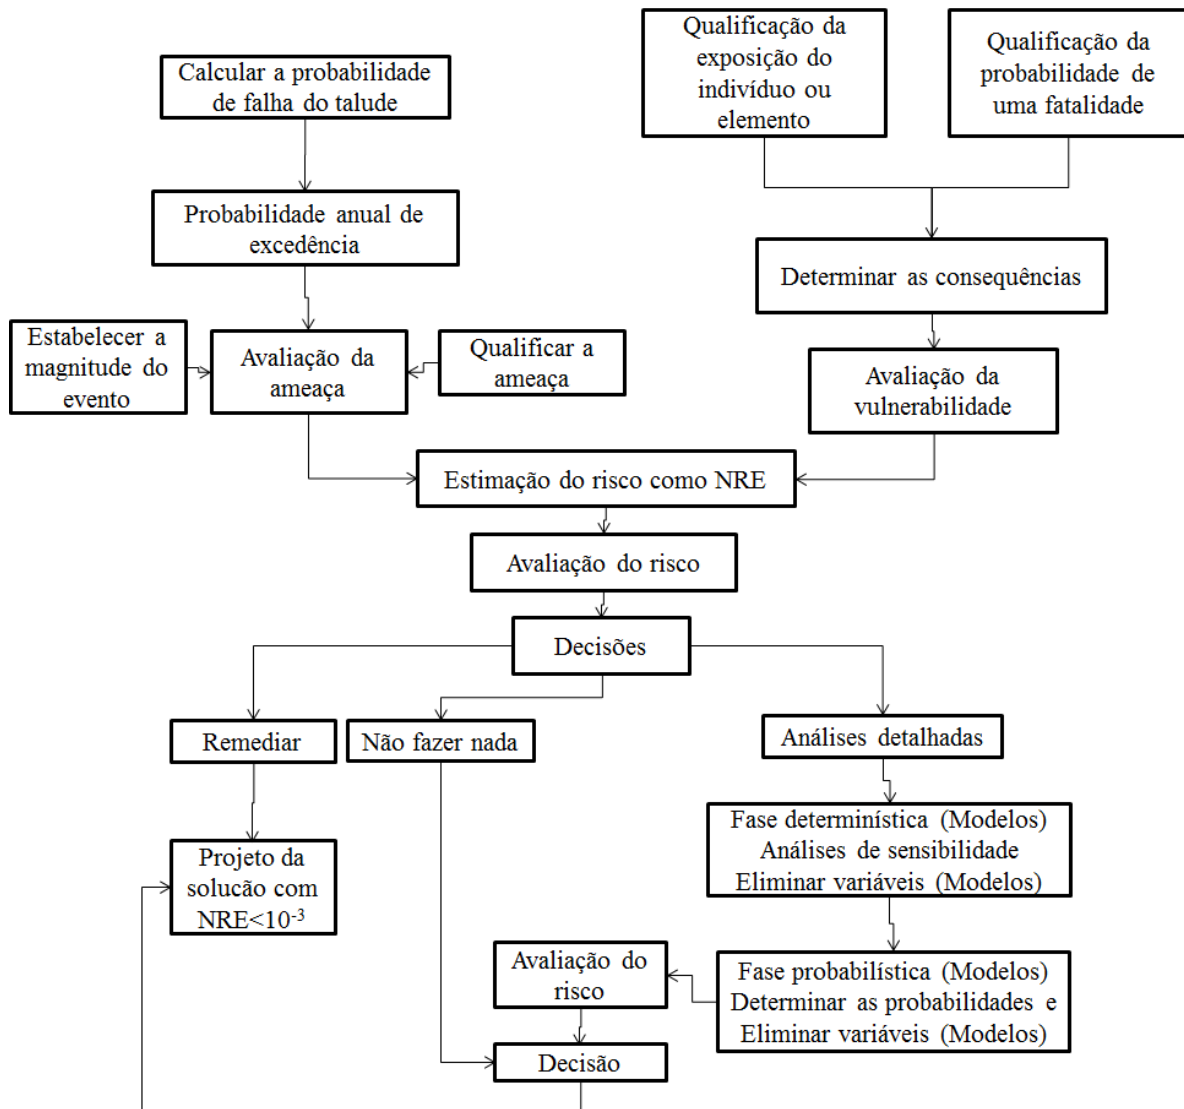 Calcular a probabilidade
de falha do talude
Qualificação da
exposição do
indivíduo ou
elemento
Qualificação da
probabilidade de
uma fatalidade
Probabilidade anual de
excedência
Determinar as consequências
Estabelecer a
magnitude do
evento
Avaliação da
ameaça
Qualificar a
ameaça
Avaliação da
vulnerabilidade
Estimação do risco como NRE
Avaliação do risco
Decisões
Remediar
Não fazer nada
Análises detalhadas
Projeto da
solucão com
NRE<10⁻³
Fase determinística (Modelos)
Análises de sensibilidade
Eliminar variáveis (Modelos)
Fase probabilística (Modelos)
Determinar as probabilidades e
Eliminar variáveis (Modelos)
Avaliação do
risco
Decisão